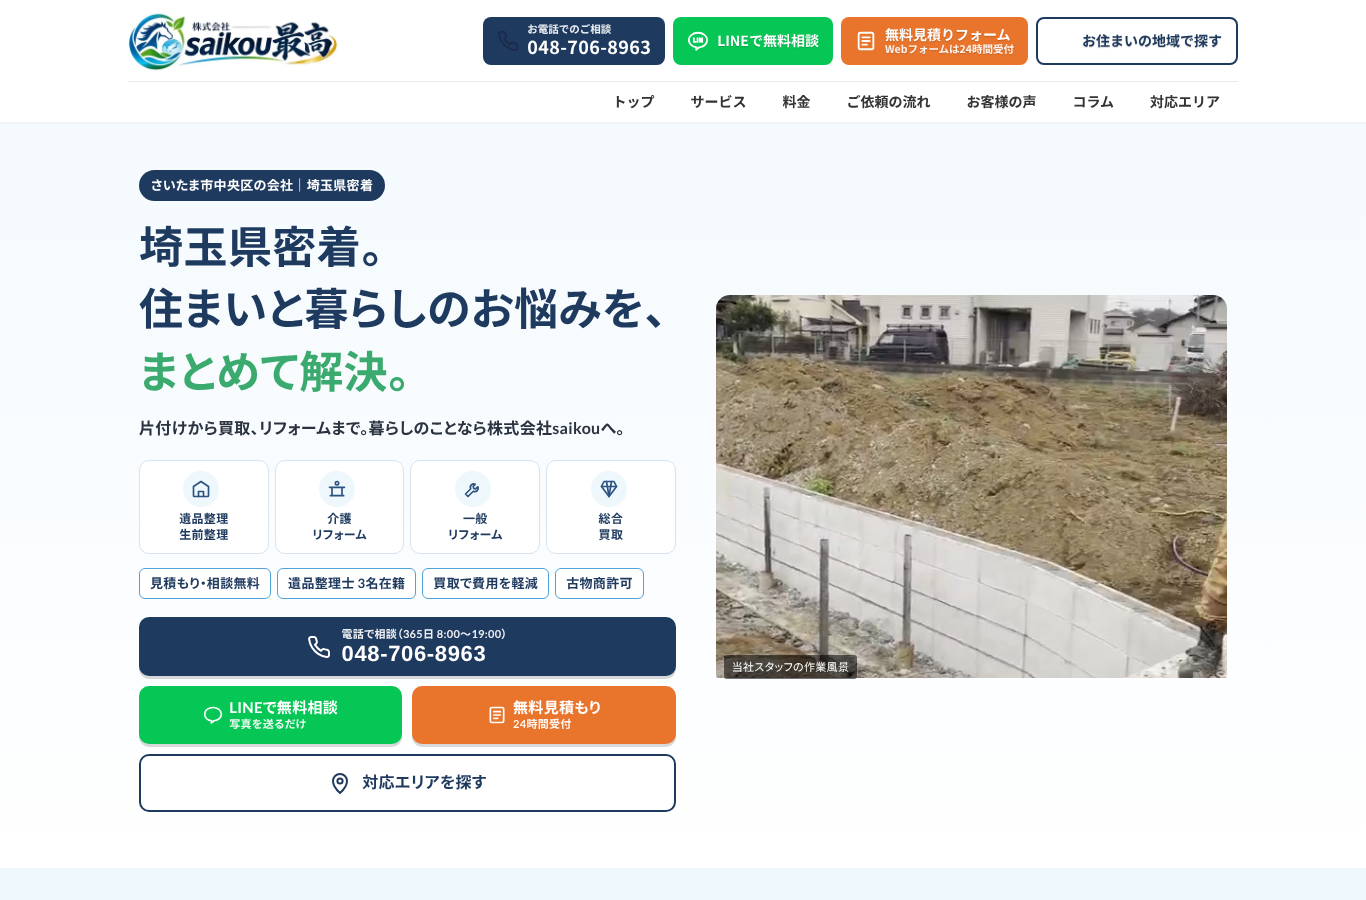 株式会社
saikou最高
お電話でのご相談
048-706-8963
LINEで無料相談
無料見積りフォーム
Webフォームは24時間受付
お住まいの地域で探す
トップ
サービス
料金
ご依頼の流れ
お客様の声
コラム
対応エリア
さいたま市中央区の会社｜埼玉県密着
埼玉県密着。
住まいと暮らしのお悩みを、
まとめて解決。
片付けから買取、リフォームまで。暮らしのことなら株式会社saikouへ。
遺品整理
生前整理
介護
リフォーム
一般
リフォーム
総合
買取
見積もり・相談無料
遺品整理士 3名在籍
買取で費用を軽減
古物商許可
電話で相談（365日 8:00〜19:00）
048-706-8963
LINEで無料相談
写真を送るだけ
無料見積もり
24時間受付
対応エリアを探す
当社スタッフの作業風景